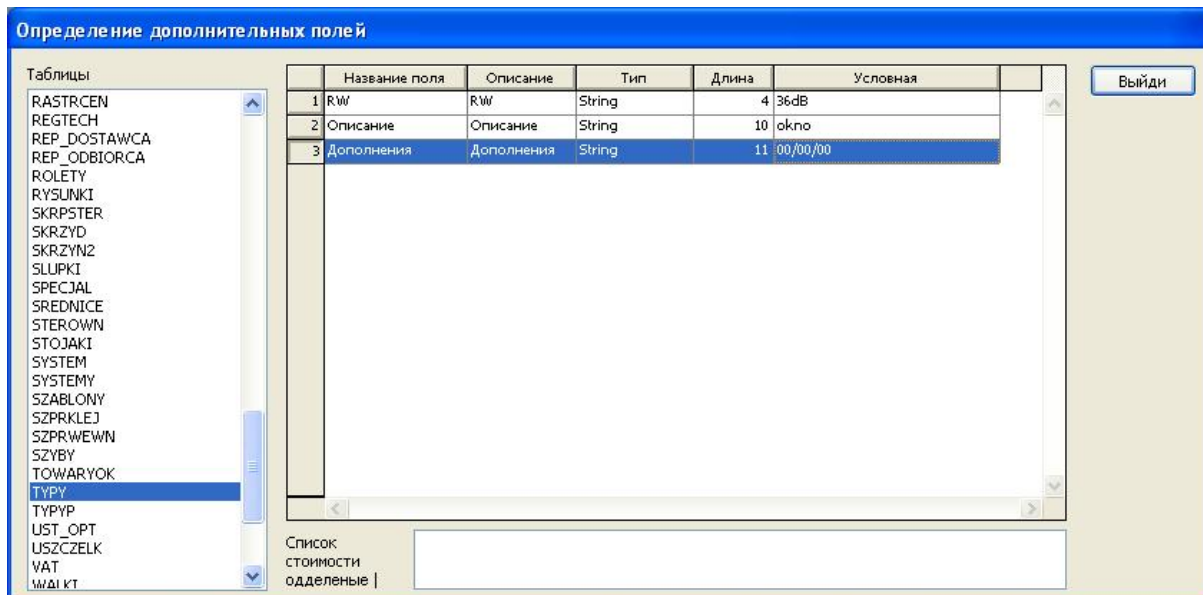 Определение дополнительных полей
Таблицы
RASTRCEN
REGTECH
REP_DOSTAWCA
REP_ODBIORCA
ROLETY
RYSUNKI
SKRPSTER
SKRZYD
SKRZYN2
SLUPKI
SPECJAL
SREDNICE
STEROWN
STOJAKI
SYSTEM
SYSTEMY
SZABLONY
SZPRKLEJ
SZPRWEWN
SZYBY
TOWARYOK
TYPY
TYPYP
UST_OPT
USZCZELK
VAT
WALKI
Название поля Описание Тип Длина Условная
1 RW RW String 4 36dB
2 Описание Описание String 10 okno
3 Дополнения Дополнения String 11 00/00/00
Список
стоимости
одделеные |
Выйди